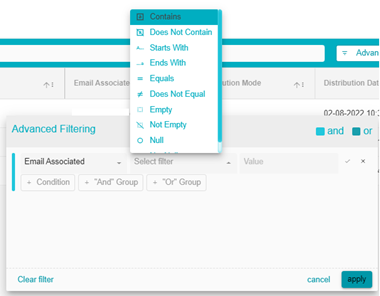 Contains
Does Not Contain
Starts With
Ends With
Equals
Does Not Equal
Empty
Not Empty
Null
Advan
Email Associate
ution Mode
Distribution Dat
02-08-2022 10:
Advanced Filtering
and
or
Email Associated
Select filter
Value
+ Condition
+ "And" Group
+ "Or" Group
Clear filter
cancel
apply